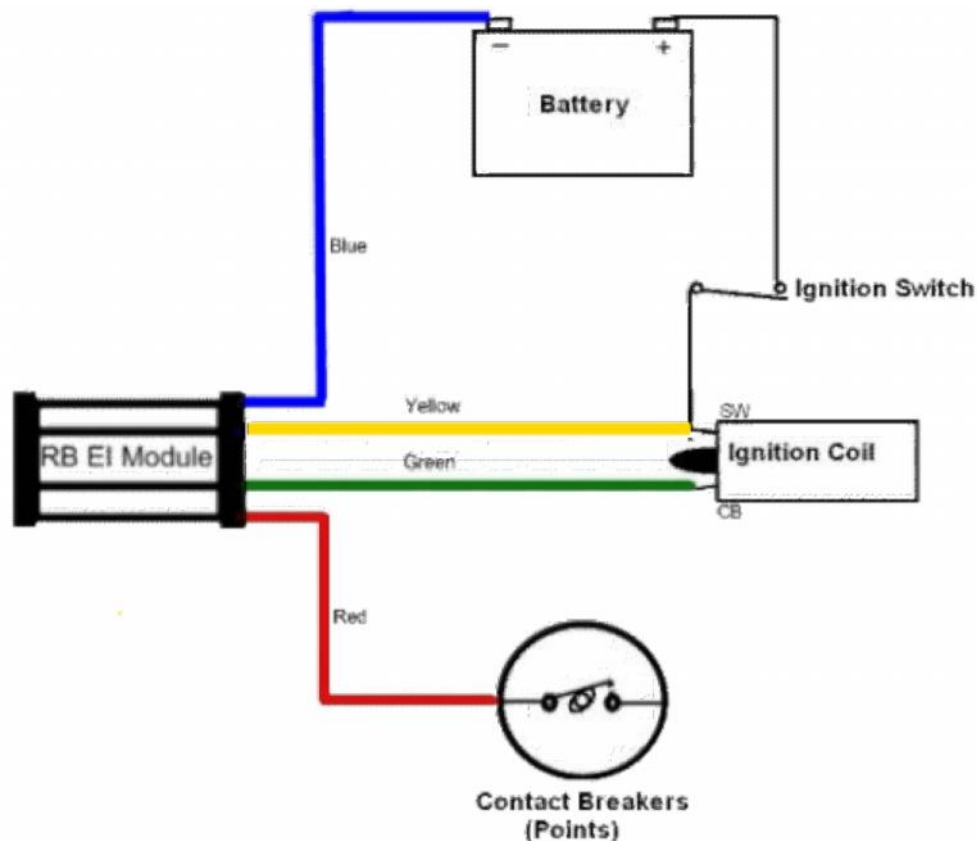 − +
Battery
Blue
Ignition Switch
Yellow
SW
RB EI Module
Green
Ignition Coil
CB
Red
Contact Breakers
(Points)